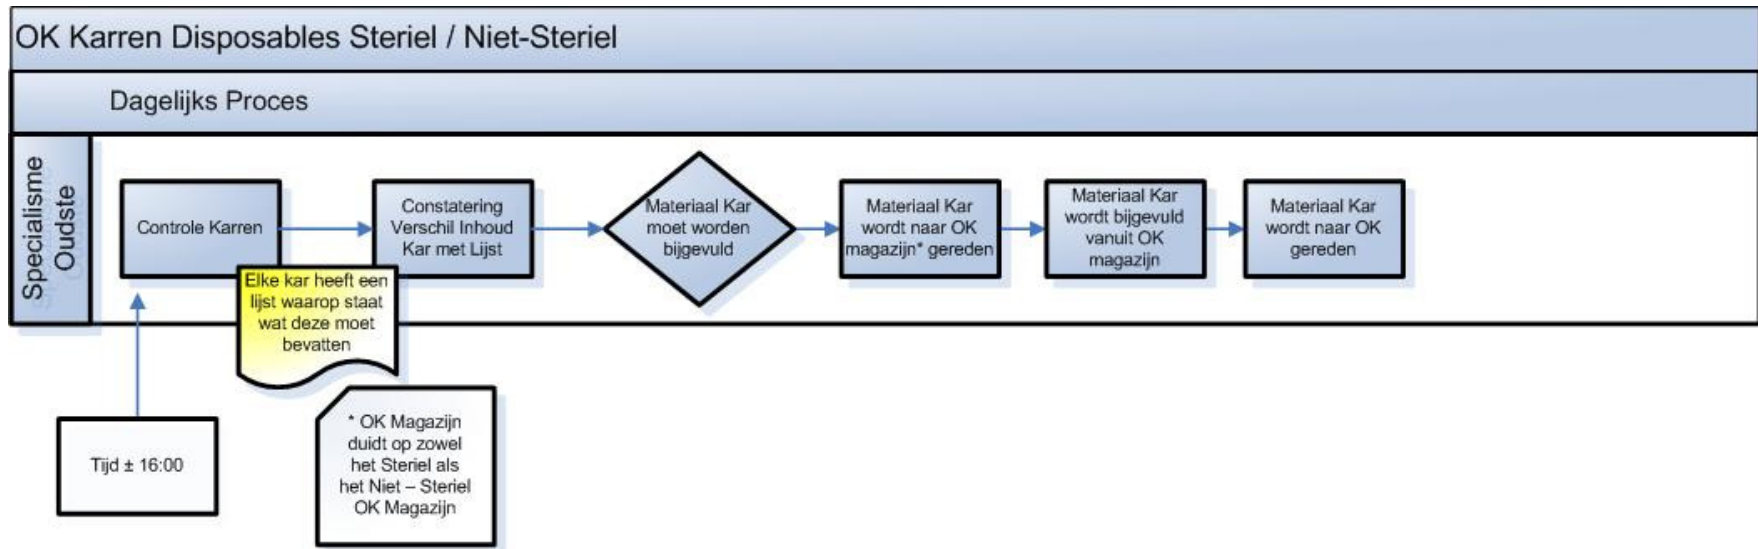 OK Karren Disposables Steriel / Niet-Steriel
Dagelijks Proces
Specialisme
Oudste
Controle Karren
Constatering
Verschil Inhoud
Kar met Lijst
Materiaal Kar
moet worden
bijgevuld
Materiaal Kar
wordt naar OK
magazijn* gereden
Materiaal Kar
wordt bijgevuld
vanuit OK
magazijn
Materiaal Kar
wordt naar OK
gereden
Elke kar heeft een
lijst waarop staat
wat deze moet
bevatten
Tijd ± 16:00
* OK Magazijn
duidt op zowel
het Steriel als
het Niet – Steriel
OK Magazijn